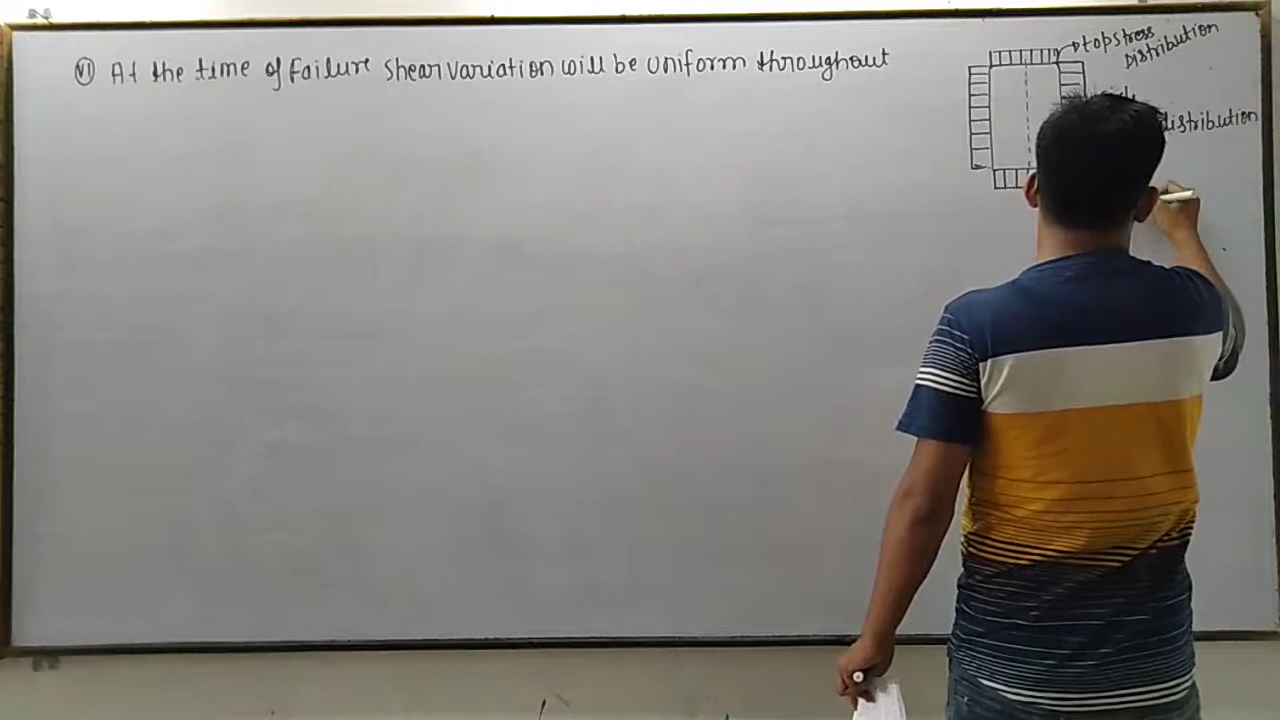 (VI) At the time of failure shear variation will be uniform throughout
top stress
Distribution
distribution